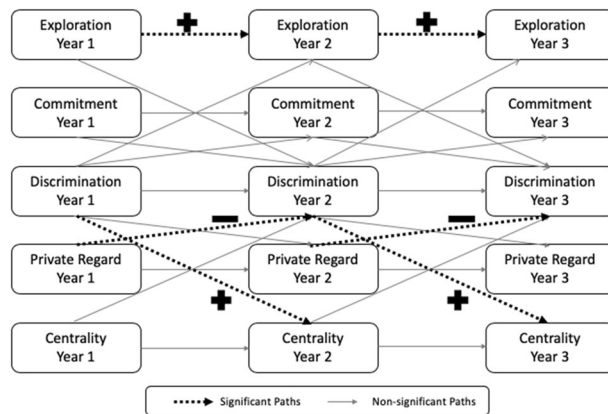 Exploration
Year 1
Exploration
Year 2
Exploration
Year 3
Commitment
Year 1
Commitment
Year 2
Commitment
Year 3
Discrimination
Year 1
Discrimination
Year 2
Discrimination
Year 3
Private Regard
Year 1
Private Regard
Year 2
Private Regard
Year 3
Centrality
Year 1
Centrality
Year 2
Centrality
Year 3
Significant Paths
Non-significant Paths